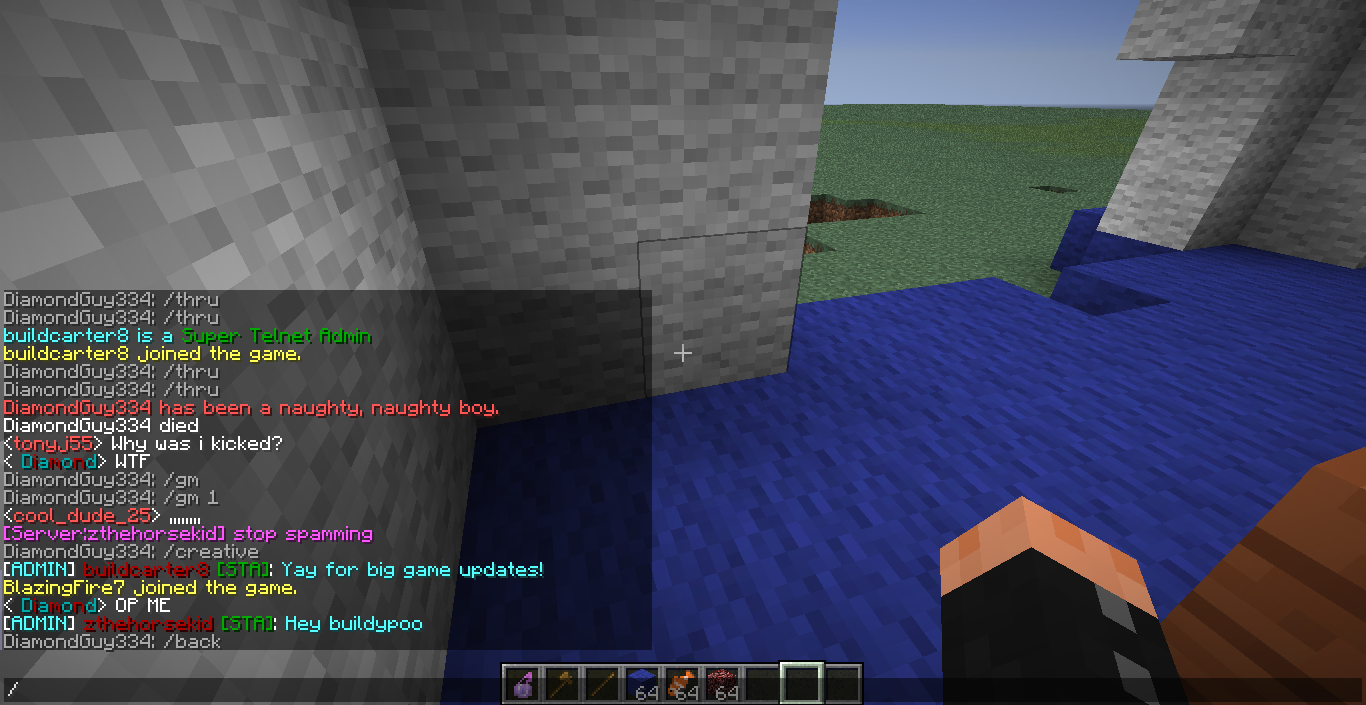 DiamondGuy334: /thru
DiamondGuy334: /thru
buildcarter8 is a Super Telnet Admin
buildcarter8 joined the game.
DiamondGuy334: /thru
DiamondGuy334: /thru
DiamondGuy334 has been a naughty, naughty boy.
DiamondGuy334 died
<tonyj55> Why was i kicked?
< Diamond> WTF
DiamondGuy334: /gm
DiamondGuy334: /gm 1
<cool_dude_25> ,,,,,,,
[Server:zthehorsekid] stop spamming
DiamondGuy334: /creative
[ADMIN] buildcarter8 [STA]: Yay for big game updates!
BlazingFire7 joined the game.
< Diamond> OP ME
[ADMIN] zthehorsekid [STA]: Hey buildypoo
DiamondGuy334: /back
64 64 64
/